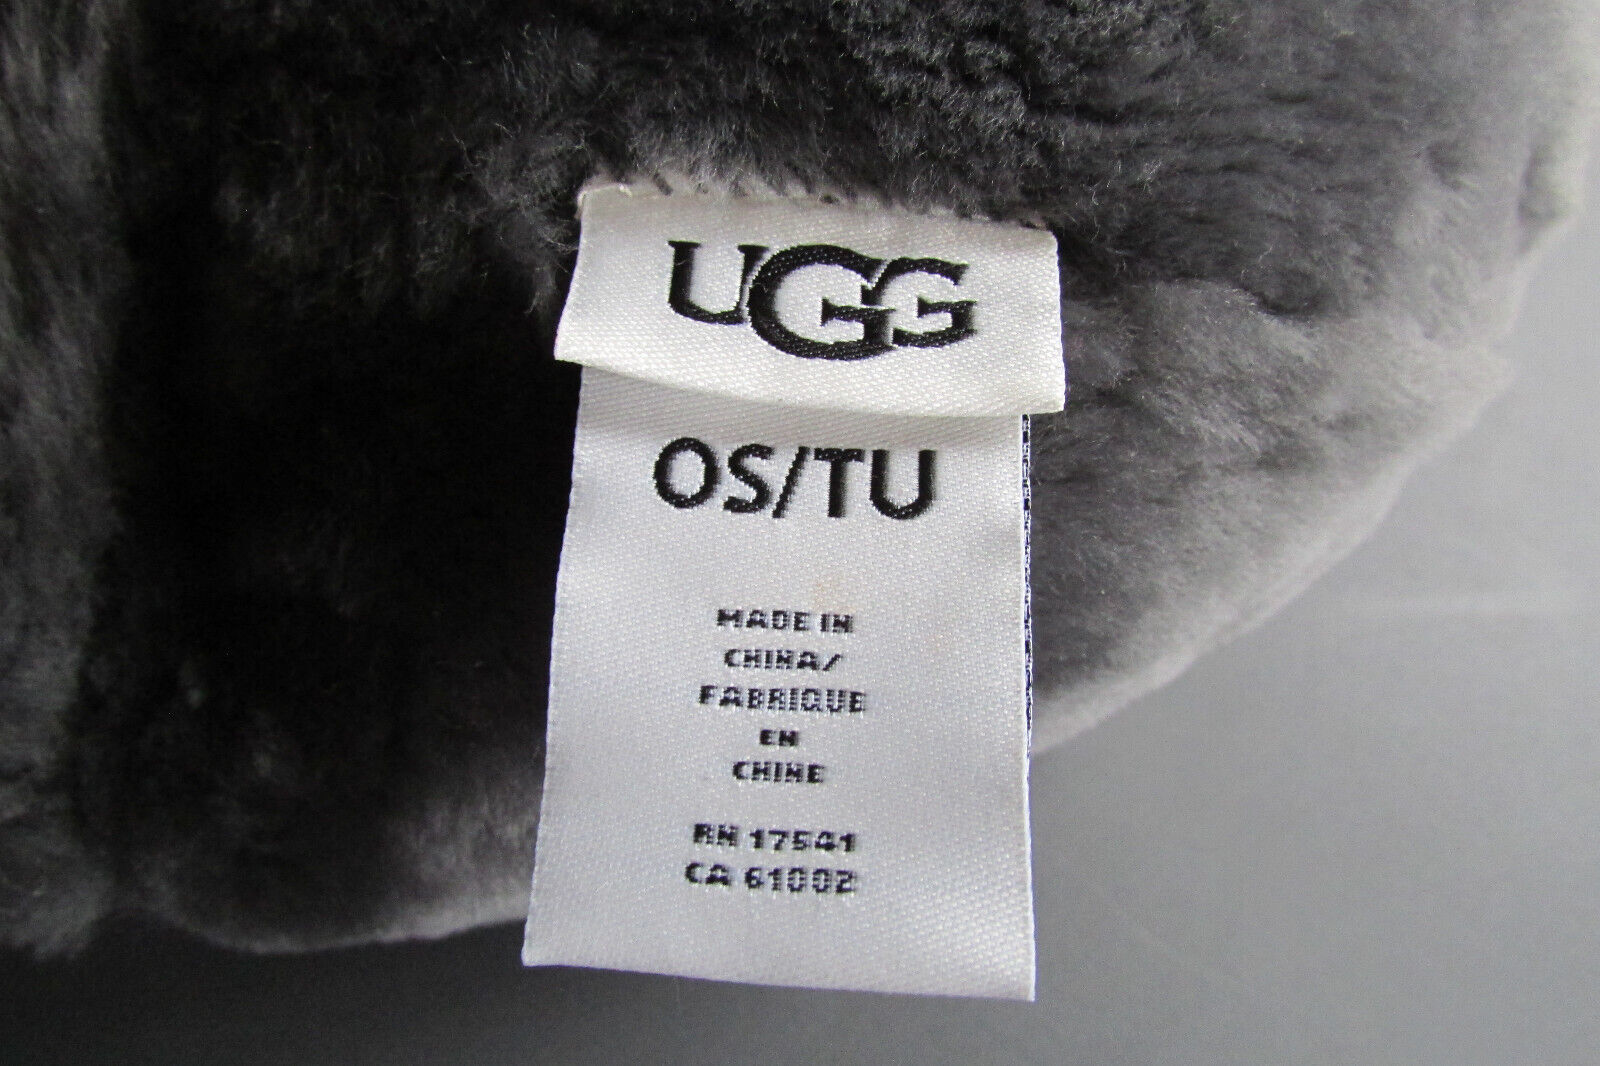 UGG
OS/TU
MADE IN
CHINA/
FABRIQUE
EN
CHINE
RN 17541
CA 61002